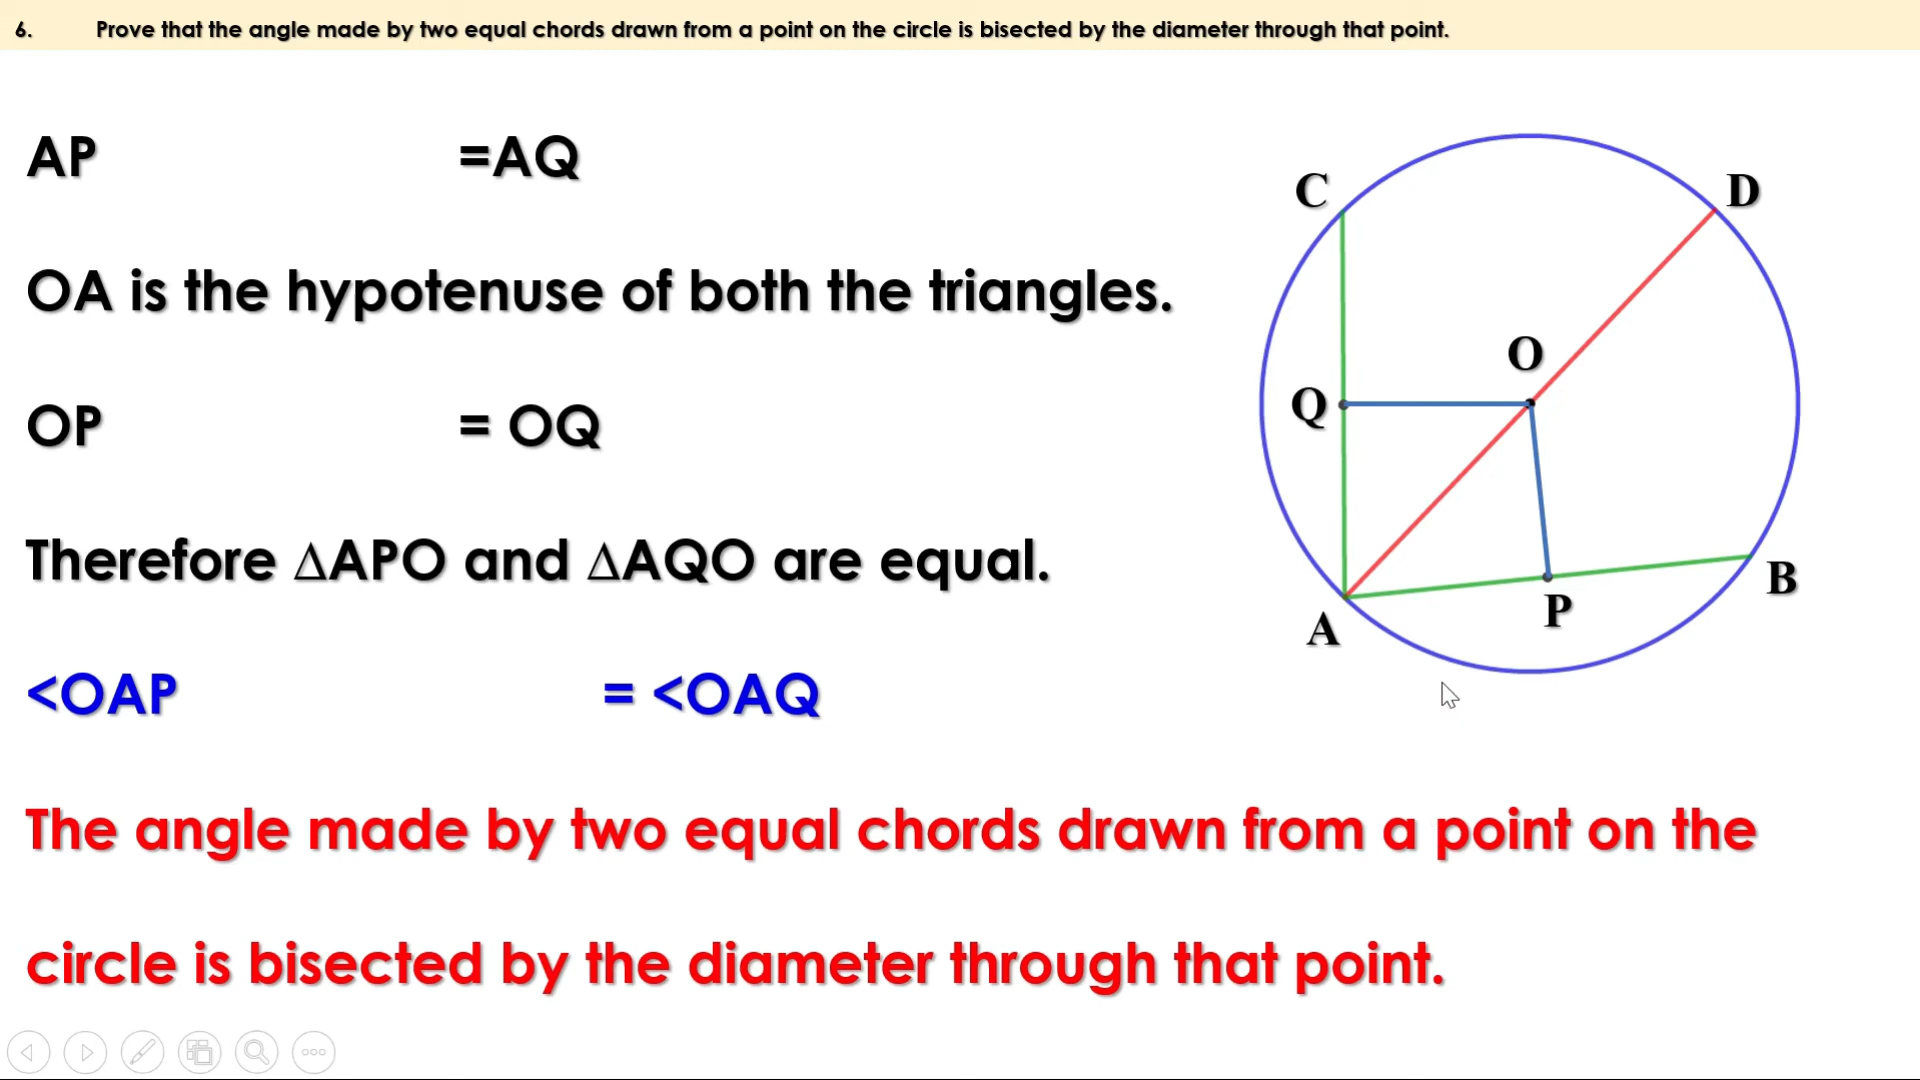 6. Prove that the angle made by two equal chords drawn from a point on the circle is bisected by the diameter through that point.
AP =AQ
OA is the hypotenuse of both the triangles.
OP = OQ
Therefore ∆APO and ∆AQO are equal.
<OAP = <OAQ
The angle made by two equal chords drawn from a point on the
circle is bisected by the diameter through that point.
C
D
O
Q
B
P
A